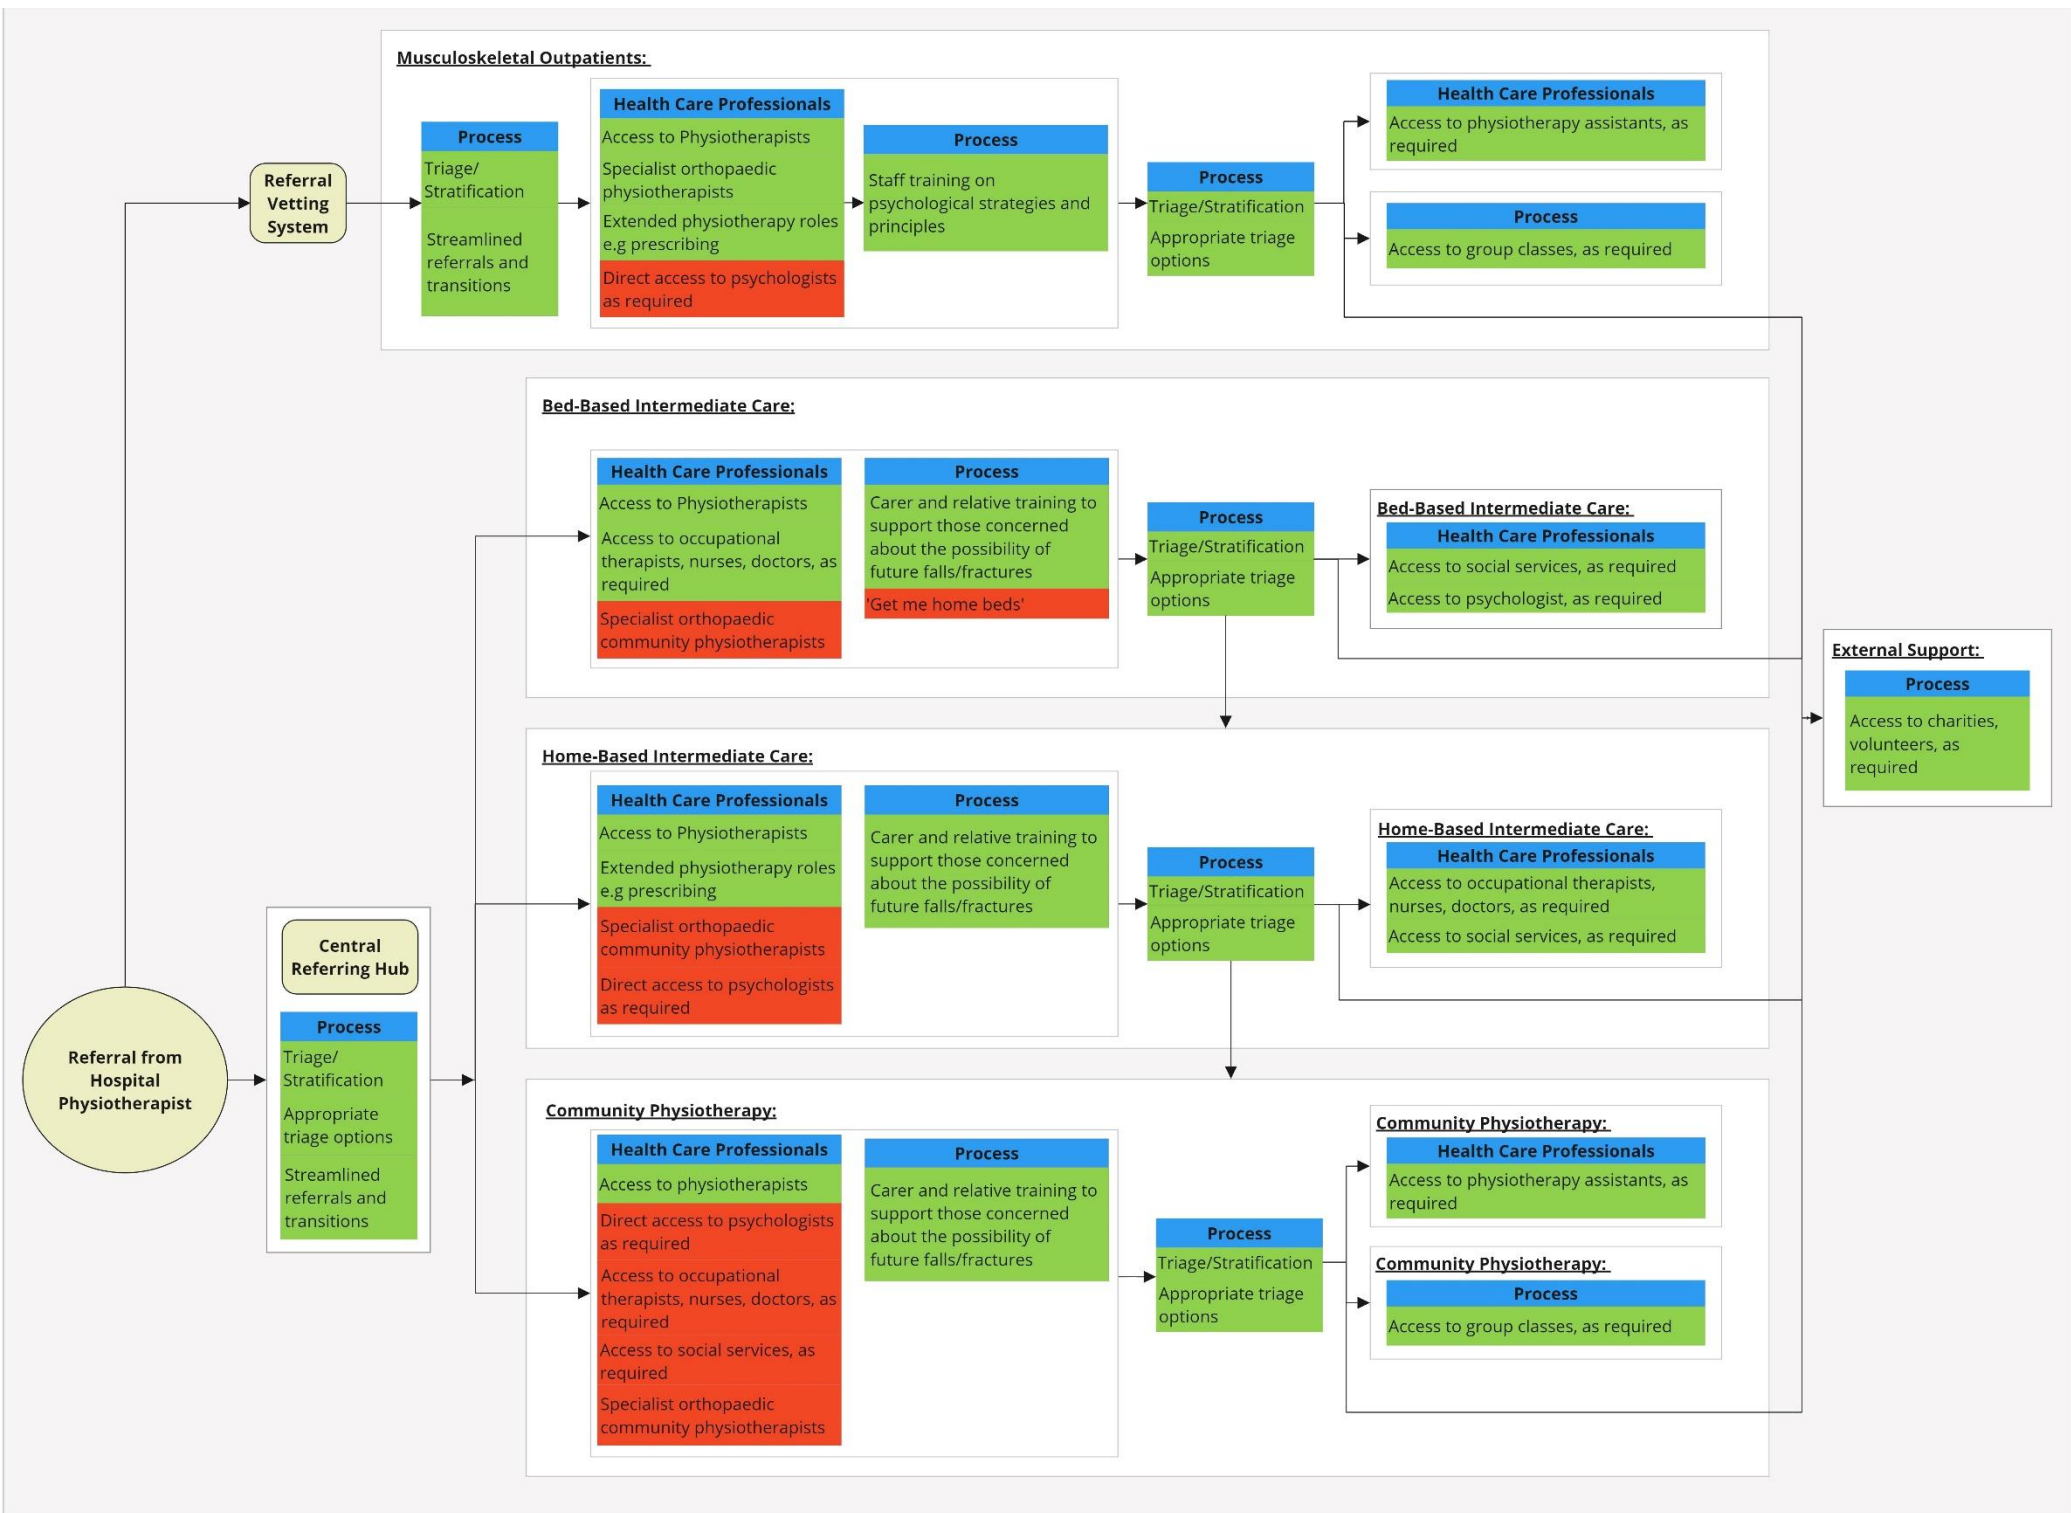 Musculoskeletal Outpatients:
Referral
Vetting
System
Process
Triage/
Stratification
Streamlined
referrals and
transitions
Health Care Professionals
Access to Physiotherapists
Specialist orthopaedic
physiotherapists
Extended physiotherapy roles
e.g prescribing
Direct access to psychologists
as required
Process
Staff training on
psychological strategies and
principles
Process
Triage/Stratification
Appropriate triage
options
Health Care Professionals
Access to physiotherapy assistants, as
required
Process
Access to group classes, as required
Bed-Based Intermediate Care:
Health Care Professionals
Access to Physiotherapists
Access to occupational
therapists, nurses, doctors, as
required
Specialist orthopaedic
community physiotherapists
Process
Carer and relative training to
support those concerned
about the possibility of
future falls/fractures
'Get me home beds'
Process
Triage/Stratification
Appropriate triage
options
Bed-Based Intermediate Care:
Health Care Professionals
Access to social services, as required
Access to psychologist, as required
External Support:
Process
Access to charities,
volunteers, as
required
Home-Based Intermediate Care:
Health Care Professionals
Access to Physiotherapists
Extended physiotherapy roles
e.g prescribing
Specialist orthopaedic
community physiotherapists
Direct access to psychologists
as required
Process
Carer and relative training to
support those concerned
about the possibility of
future falls/fractures
Process
Triage/Stratification
Appropriate triage
options
Home-Based Intermediate Care:
Health Care Professionals
Access to occupational therapists,
nurses, doctors, as required
Access to social services, as required
Referral from
Hospital
Physiotherapist
Central
Referring Hub
Process
Triage/
Stratification
Appropriate
triage options
Streamlined
referrals and
transitions
Community Physiotherapy:
Health Care Professionals
Access to physiotherapists
Direct access to psychologists
as required
Access to occupational
therapists, nurses, doctors, as
required
Access to social services, as
required
Specialist orthopaedic
community physiotherapists
Process
Carer and relative training to
support those concerned
about the possibility of
future falls/fractures
Process
Triage/Stratification
Appropriate triage
options
Community Physiotherapy:
Health Care Professionals
Access to physiotherapy assistants, as
required
Community Physiotherapy:
Process
Access to group classes, as required